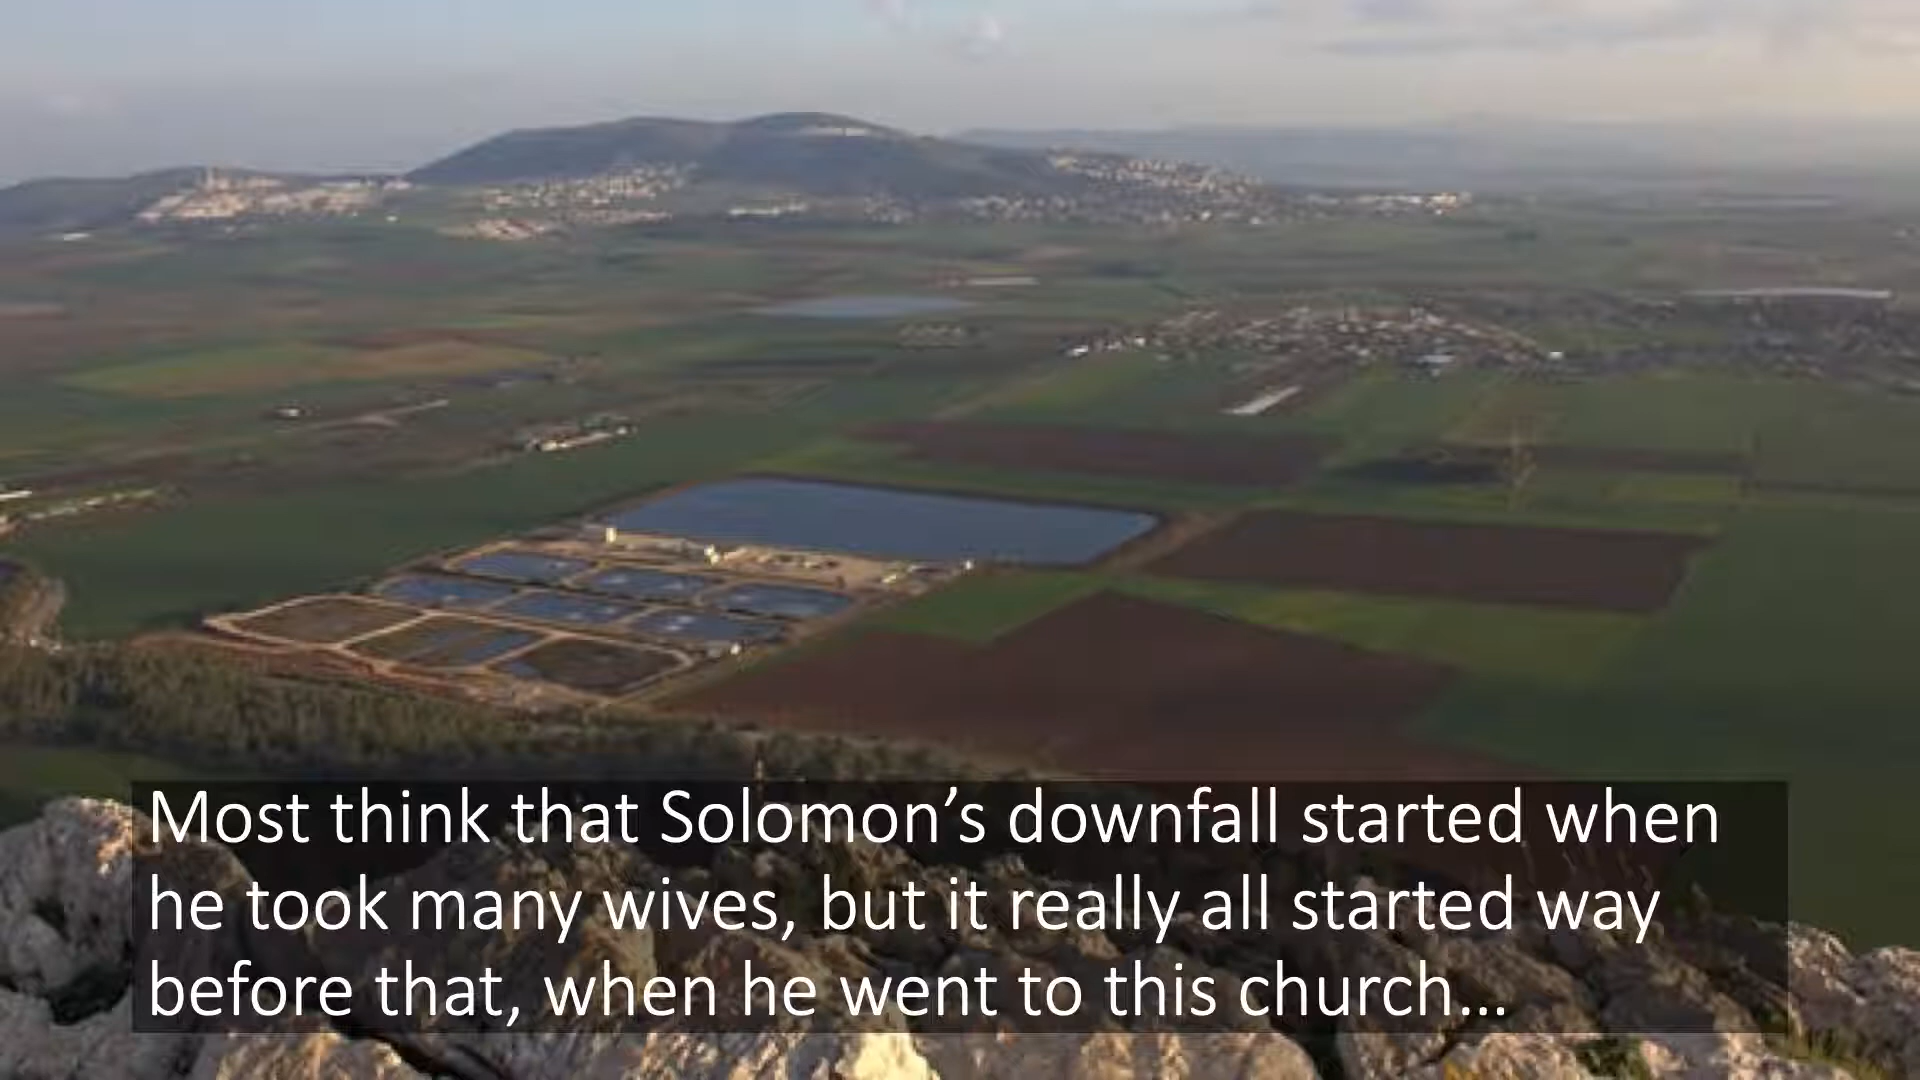 Most think that Solomon’s downfall started when
he took many wives, but it really all started way
before that, when he went to this church…